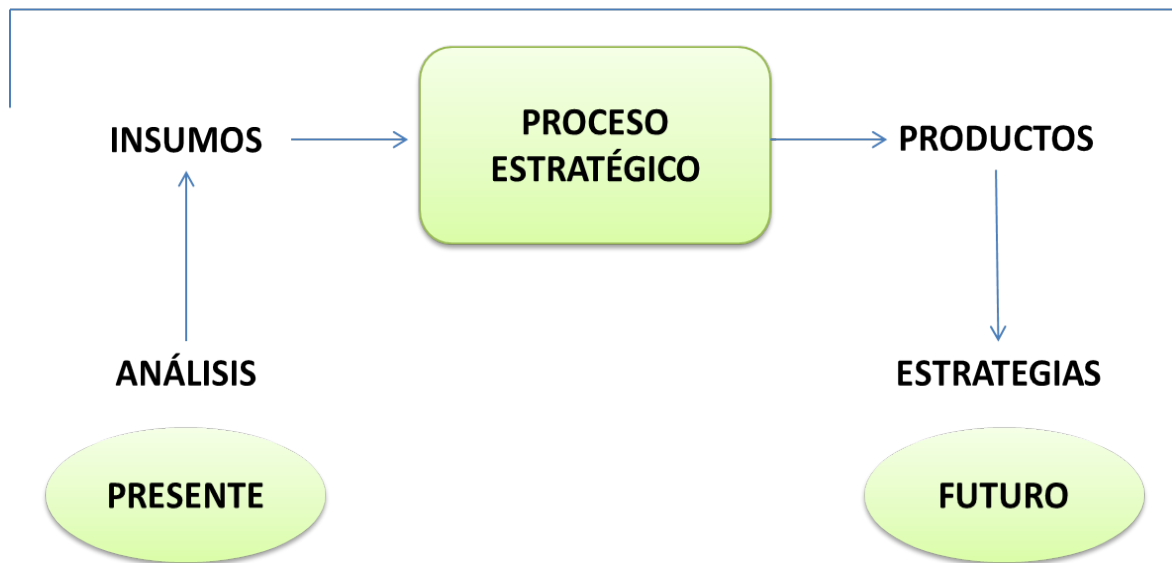 PROCESO
ESTRATÉGICO
INSUMOS
PRODUCTOS
ANÁLISIS
ESTRATEGIAS
PRESENTE
FUTURO